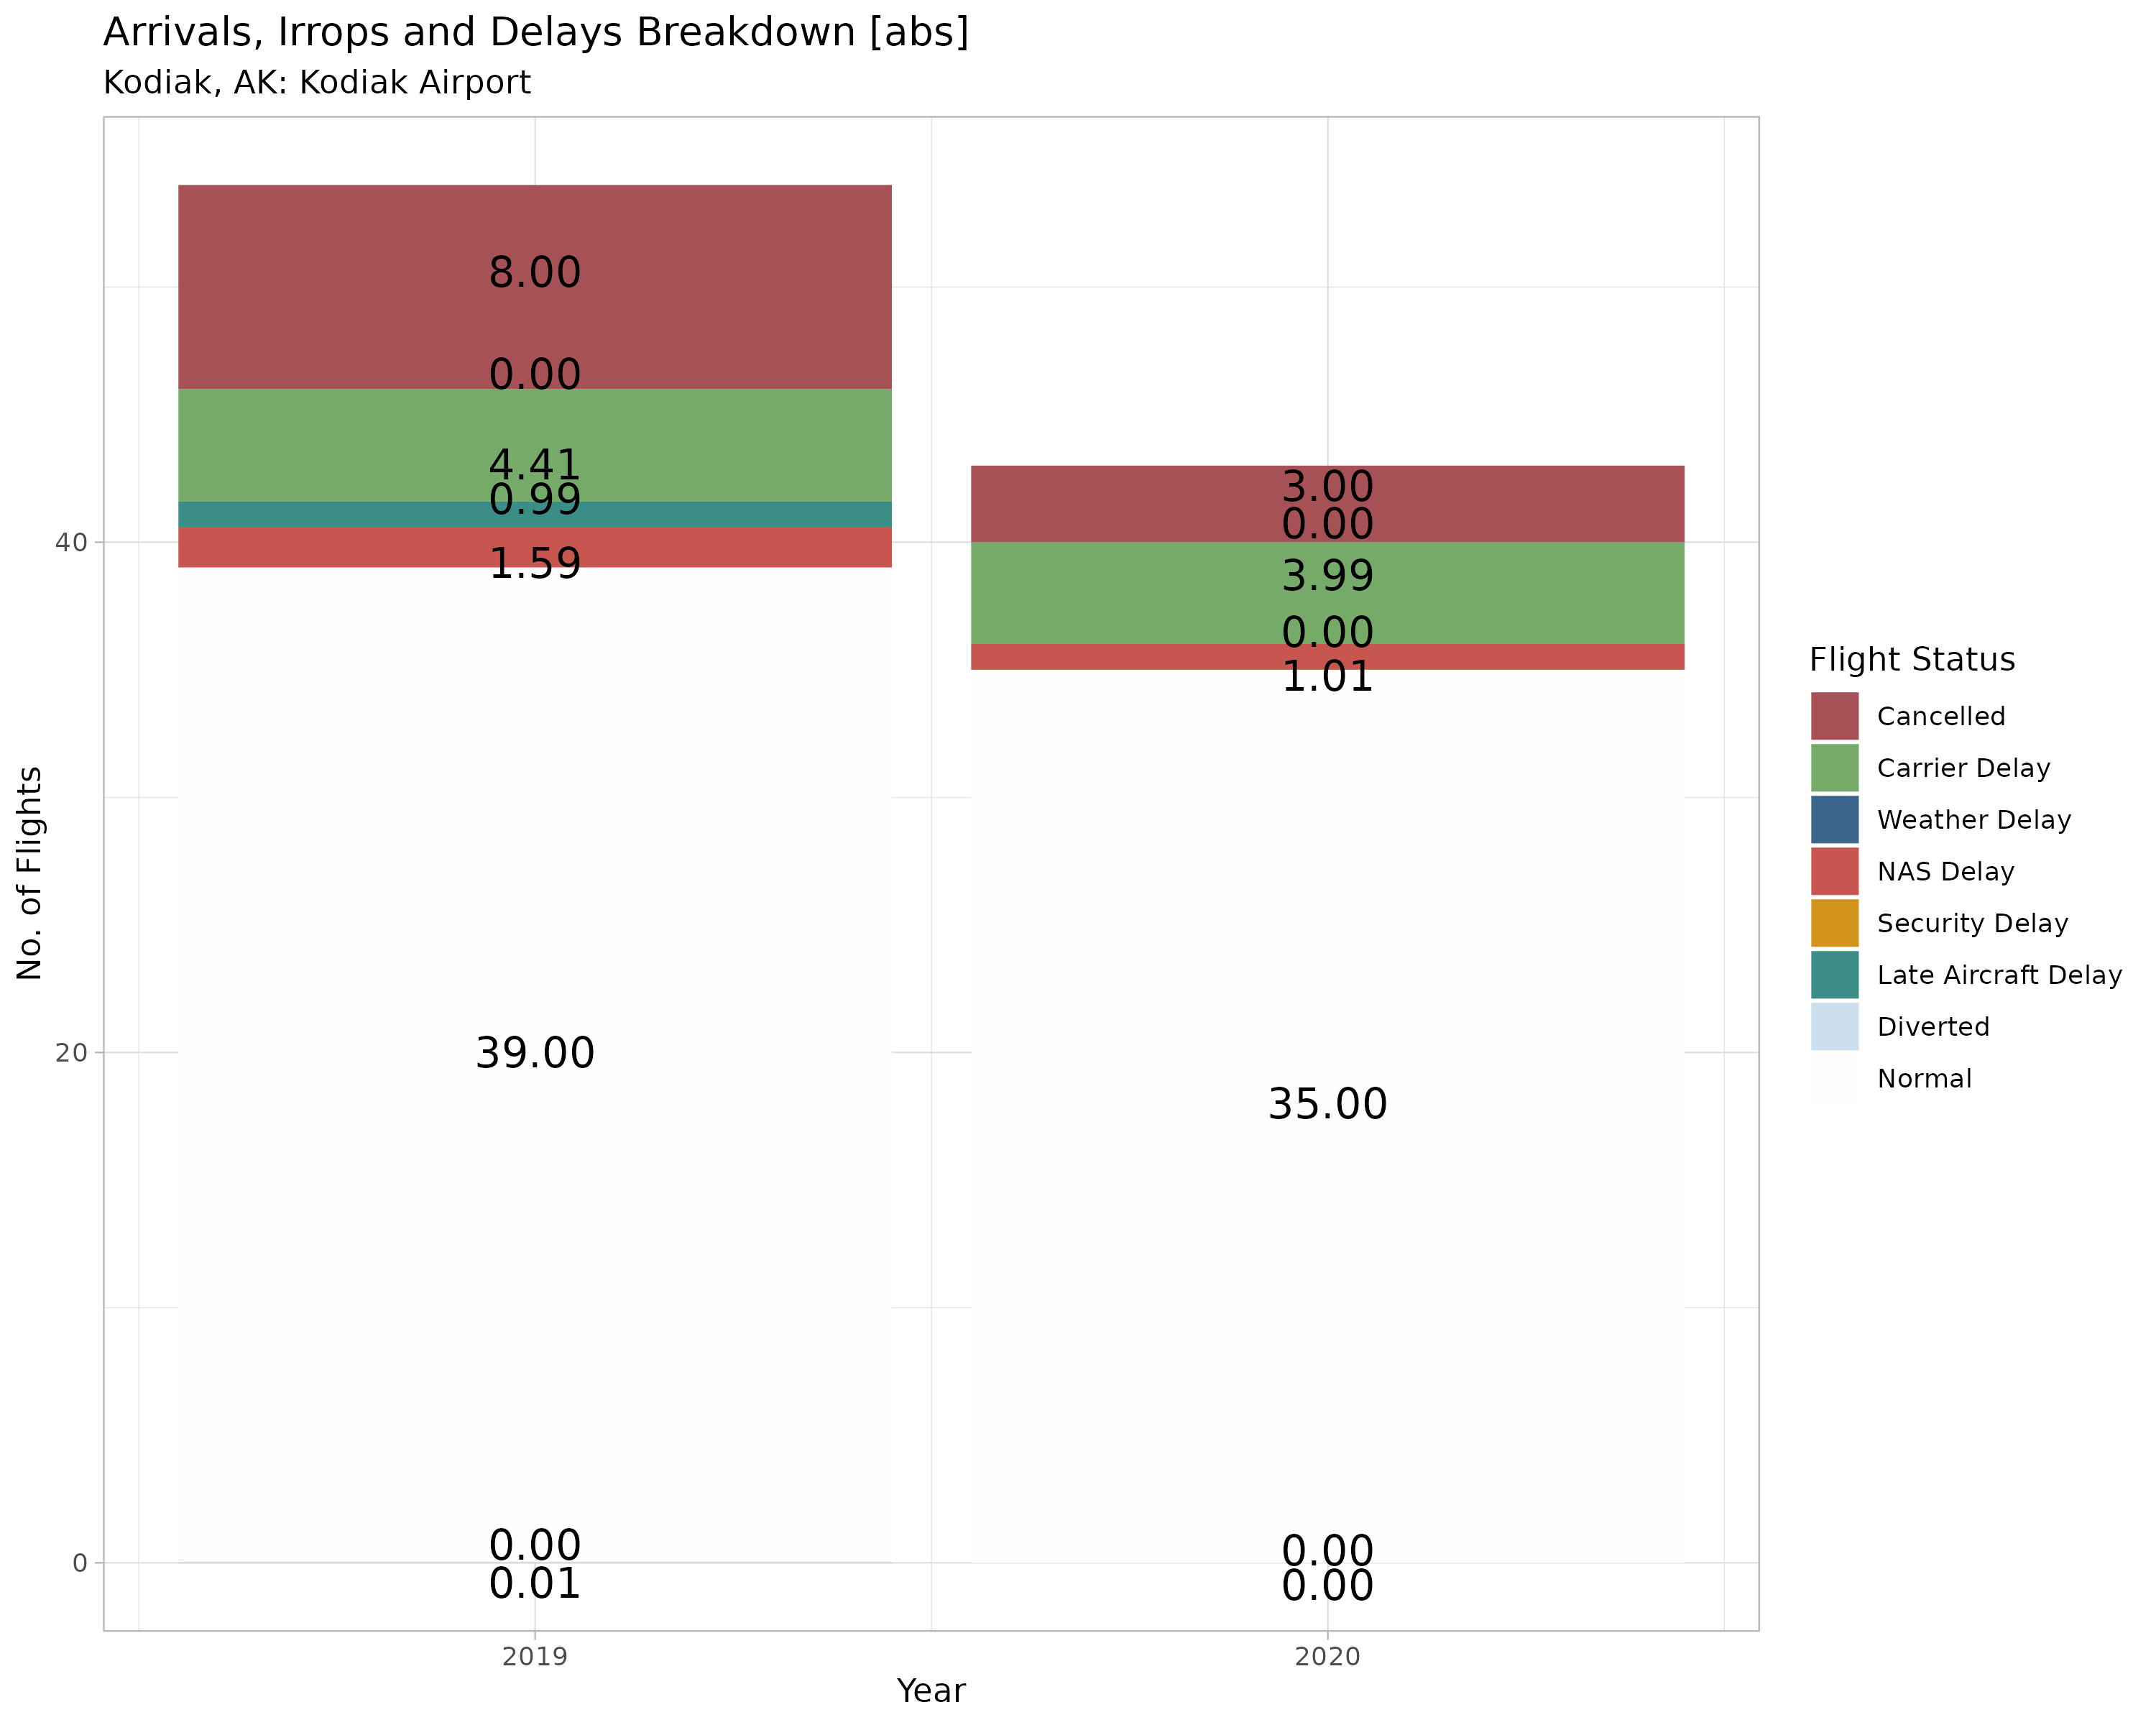 Arrivals, Irrops and Delays Breakdown [abs]
Kodiak, AK: Kodiak Airport
No. of Flights
40
20
0
8.00
0.00
4.41
0.99
1.59
39.00
0.00
0.01
3.00
0.00
3.99
0.00
1.01
35.00
0.00
0.00
2019
2020
Year
Flight Status
Cancelled
Carrier Delay
Weather Delay
NAS Delay
Security Delay
Late Aircraft Delay
Diverted
Normal